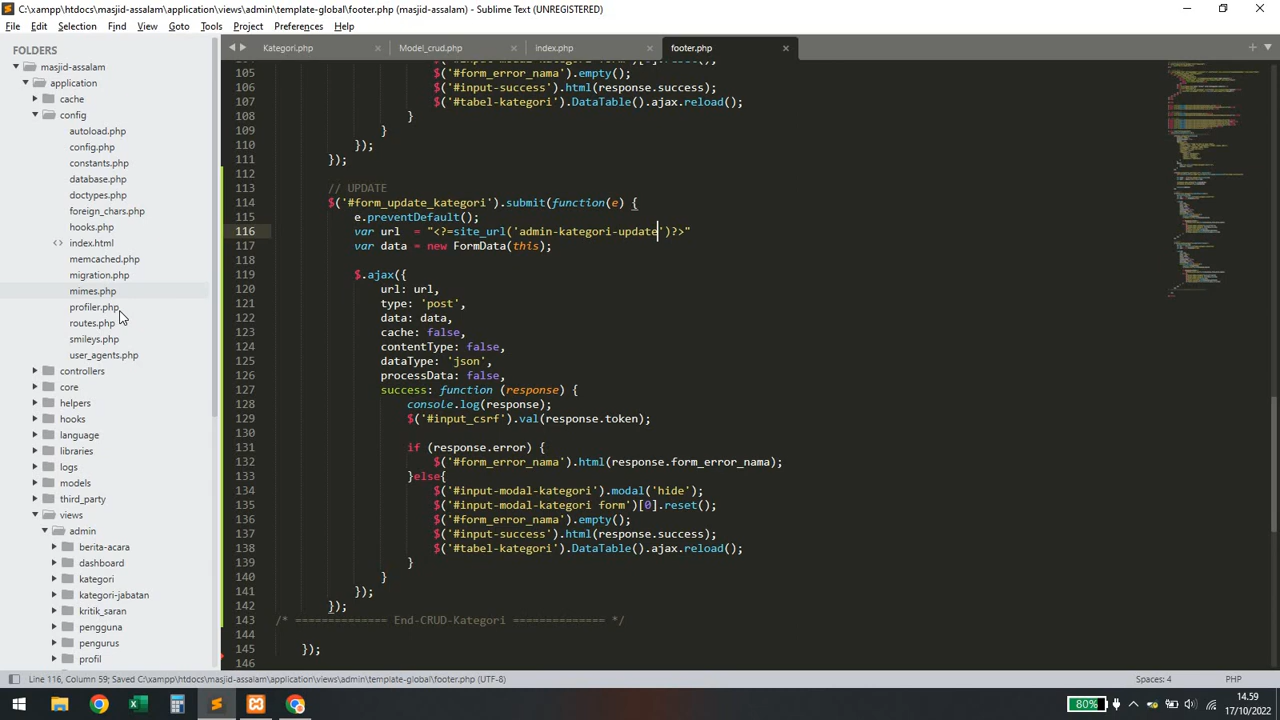 C:\xampp\htdocs\masjid-assalam\application\views\admin\template-global\footer.php (masjid-assalam) - Sublime Text (UNREGISTERED)
File Edit Selection Find View Goto Tools Project Preferences Help
FOLDERS
masjid-assalam
application
cache
config
autoload.php
config.php
constants.php
database.php
doctypes.php
foreign_chars.php
hooks.php
index.html
memcached.php
migration.php
mimes.php
profiler.php
routes.php
smileys.php
user_agents.php
controllers
core
helpers
hooks
language
libraries
logs
models
third_party
views
admin
berita-acara
dashboard
kategori
kategori-jabatan
kritik_saran
pengguna
pengurus
profil
Kategori.php Model_crud.php index.php footer.php
105 $('#form_error_nama').empty();
106 $('#input-success').html(response.success);
107 $('#tabel-kategori').DataTable().ajax.reload();
108 }
109 }
110 });
111 });
112
113 // UPDATE
114 $('#form_update_kategori').submit(function(e) {
115 e.preventDefault();
116 var url = "<?=site_url('admin-kategori-update')?>"
117 var data = new FormData(this);
118
119 $.ajax({
120 url: url,
121 type: 'post',
122 data: data,
123 cache: false,
124 contentType: false,
125 dataType: 'json',
126 processData: false,
127 success: function (response) {
128 console.log(response);
129 $('#input_csrf').val(response.token);
130
131 if (response.error) {
132 $('#form_error_nama').html(response.form_error_nama);
133 }else{
134 $('#input-modal-kategori').modal('hide');
135 $('#input-modal-kategori form')[0].reset();
136 $('#form_error_nama').empty();
137 $('#input-success').html(response.success);
138 $('#tabel-kategori').DataTable().ajax.reload();
139 }
140 }
141 });
142 });
143 /* ============== End-CRUD-Kategori ============== */
144
145 });
146
Line 116, Column 59; Saved C:\xampp\htdocs\masjid-assalam\application\views\admin\template-global\footer.php (UTF-8) Spaces: 4 PHP
80% 14.59
17/10/2022